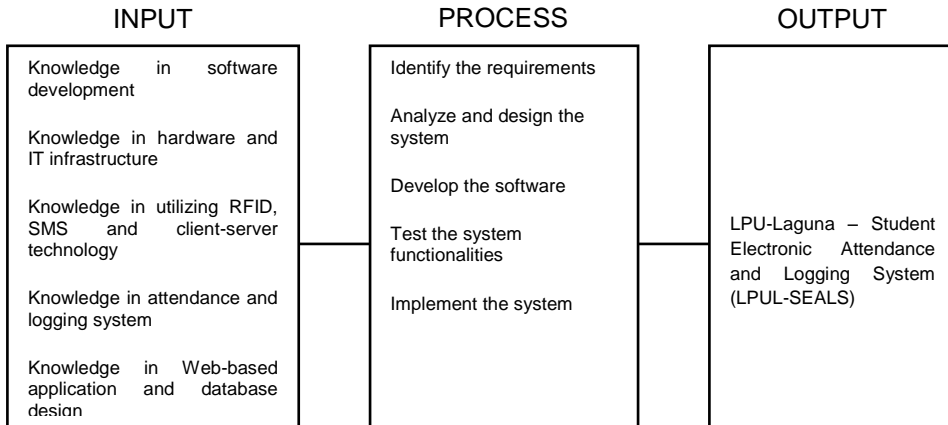 INPUT
Knowledge in software
development
Knowledge in hardware and
IT infrastructure
Knowledge in utilizing RFID,
SMS and client-server
technology
Knowledge in attendance and
logging system
Knowledge in Web-based
application and database
design
PROCESS
Identify the requirements
Analyze and design the
system
Develop the software
Test the system
functionalities
Implement the system
OUTPUT
LPU-Laguna – Student
Electronic Attendance
and Logging System
(LPUL-SEALS)